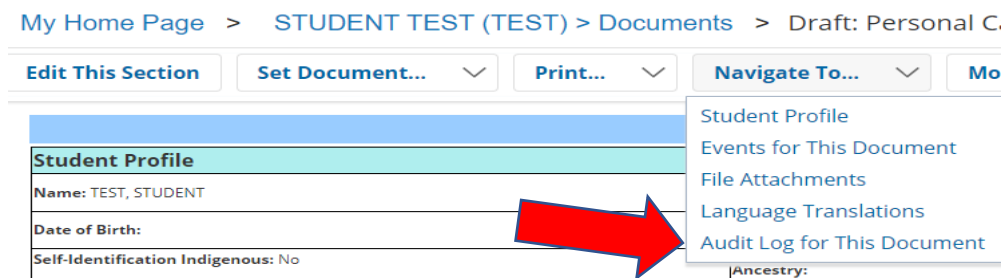 My Home Page > STUDENT TEST (TEST) > Documents > Draft: Personal
Edit This Section Set Document... Print... Navigate To...
Student Profile
Events for This Document
File Attachments
Language Translations
Audit Log for This Document
Student Profile
Name: TEST, STUDENT
Date of Birth:
Self-Identification Indigenous: No
Ancestry: